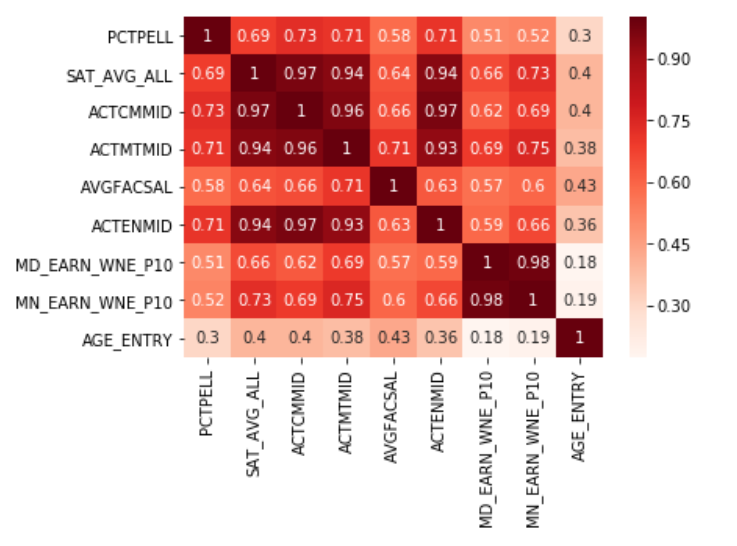 PCTPELL 1 0.69 0.73 0.71 0.58 0.71 0.51 0.52 0.3
SAT_AVG_ALL 0.69 1 0.97 0.94 0.64 0.94 0.66 0.73 0.4
ACTCMMID 0.73 0.97 1 0.96 0.66 0.97 0.62 0.69 0.4
ACTMTMID 0.71 0.94 0.96 1 0.71 0.93 0.69 0.75 0.38
AVGFACSAL 0.58 0.64 0.66 0.71 1 0.63 0.57 0.6 0.43
ACTENMID 0.71 0.94 0.97 0.93 0.63 1 0.59 0.66 0.36
MD_EARN_WNE_P10 0.51 0.66 0.62 0.69 0.57 0.59 1 0.98 0.18
MN_EARN_WNE_P10 0.52 0.73 0.69 0.75 0.6 0.66 0.98 1 0.19
AGE_ENTRY 0.3 0.4 0.4 0.38 0.43 0.36 0.18 0.19 1
PCTPELL
SAT_AVG_ALL
ACTCMMID
ACTMTMID
AVGFACSAL
ACTENMID
MD_EARN_WNE_P10
MN_EARN_WNE_P10
AGE_ENTRY
0.90
0.75
0.60
0.45
0.30